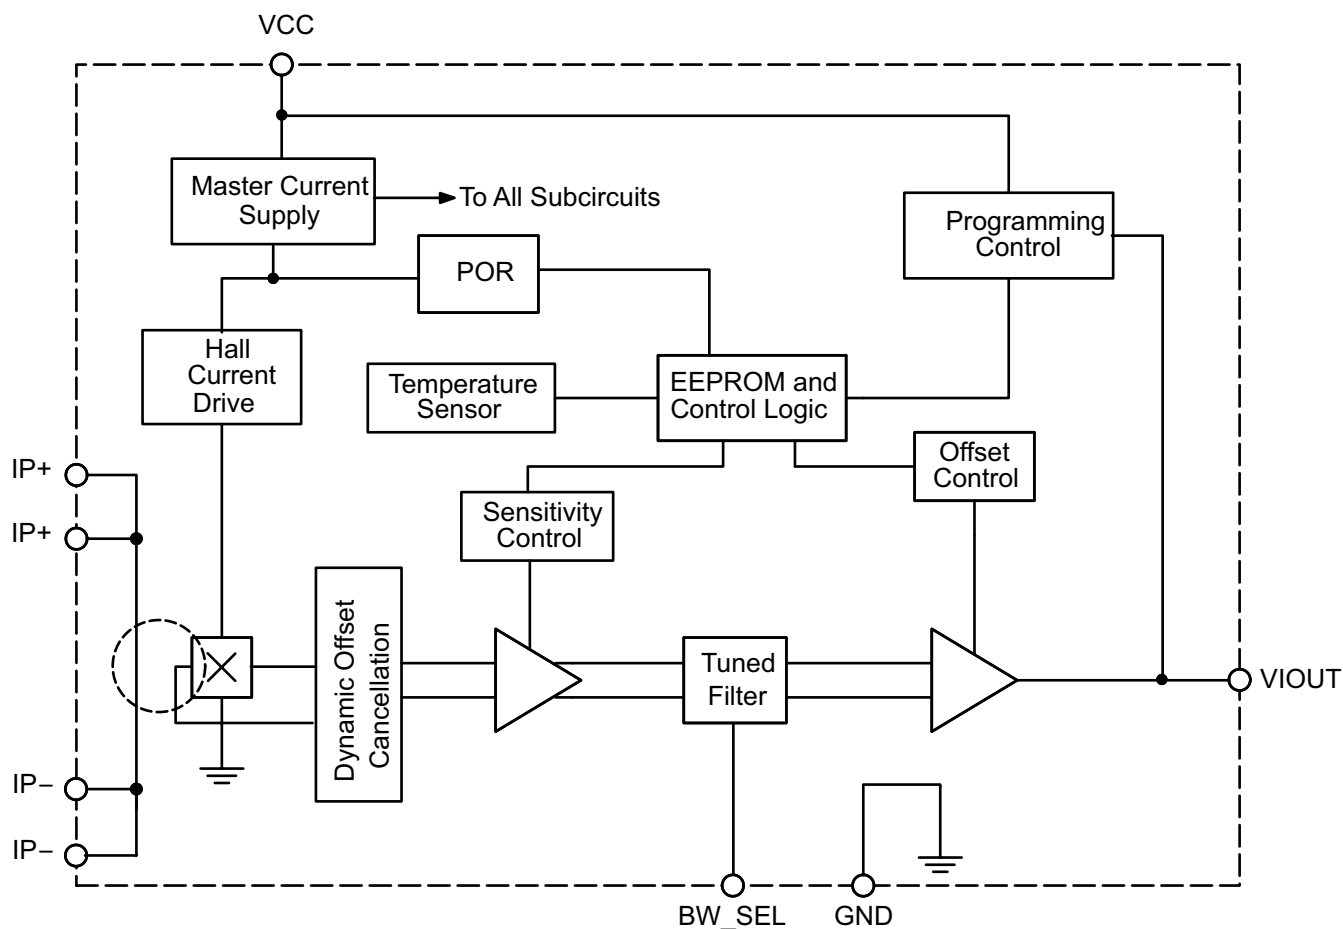 VCC
Master Current
Supply
To All Subcircuits
Programming
Control
POR
Hall
Current
Drive
Temperature
Sensor
EEPROM and
Control Logic
Offset
Control
Sensitivity
Control
IP+
IP+
Dynamic Offset
Cancellation
Tuned
Filter
VIOUT
IP–
IP–
BW_SEL
GND